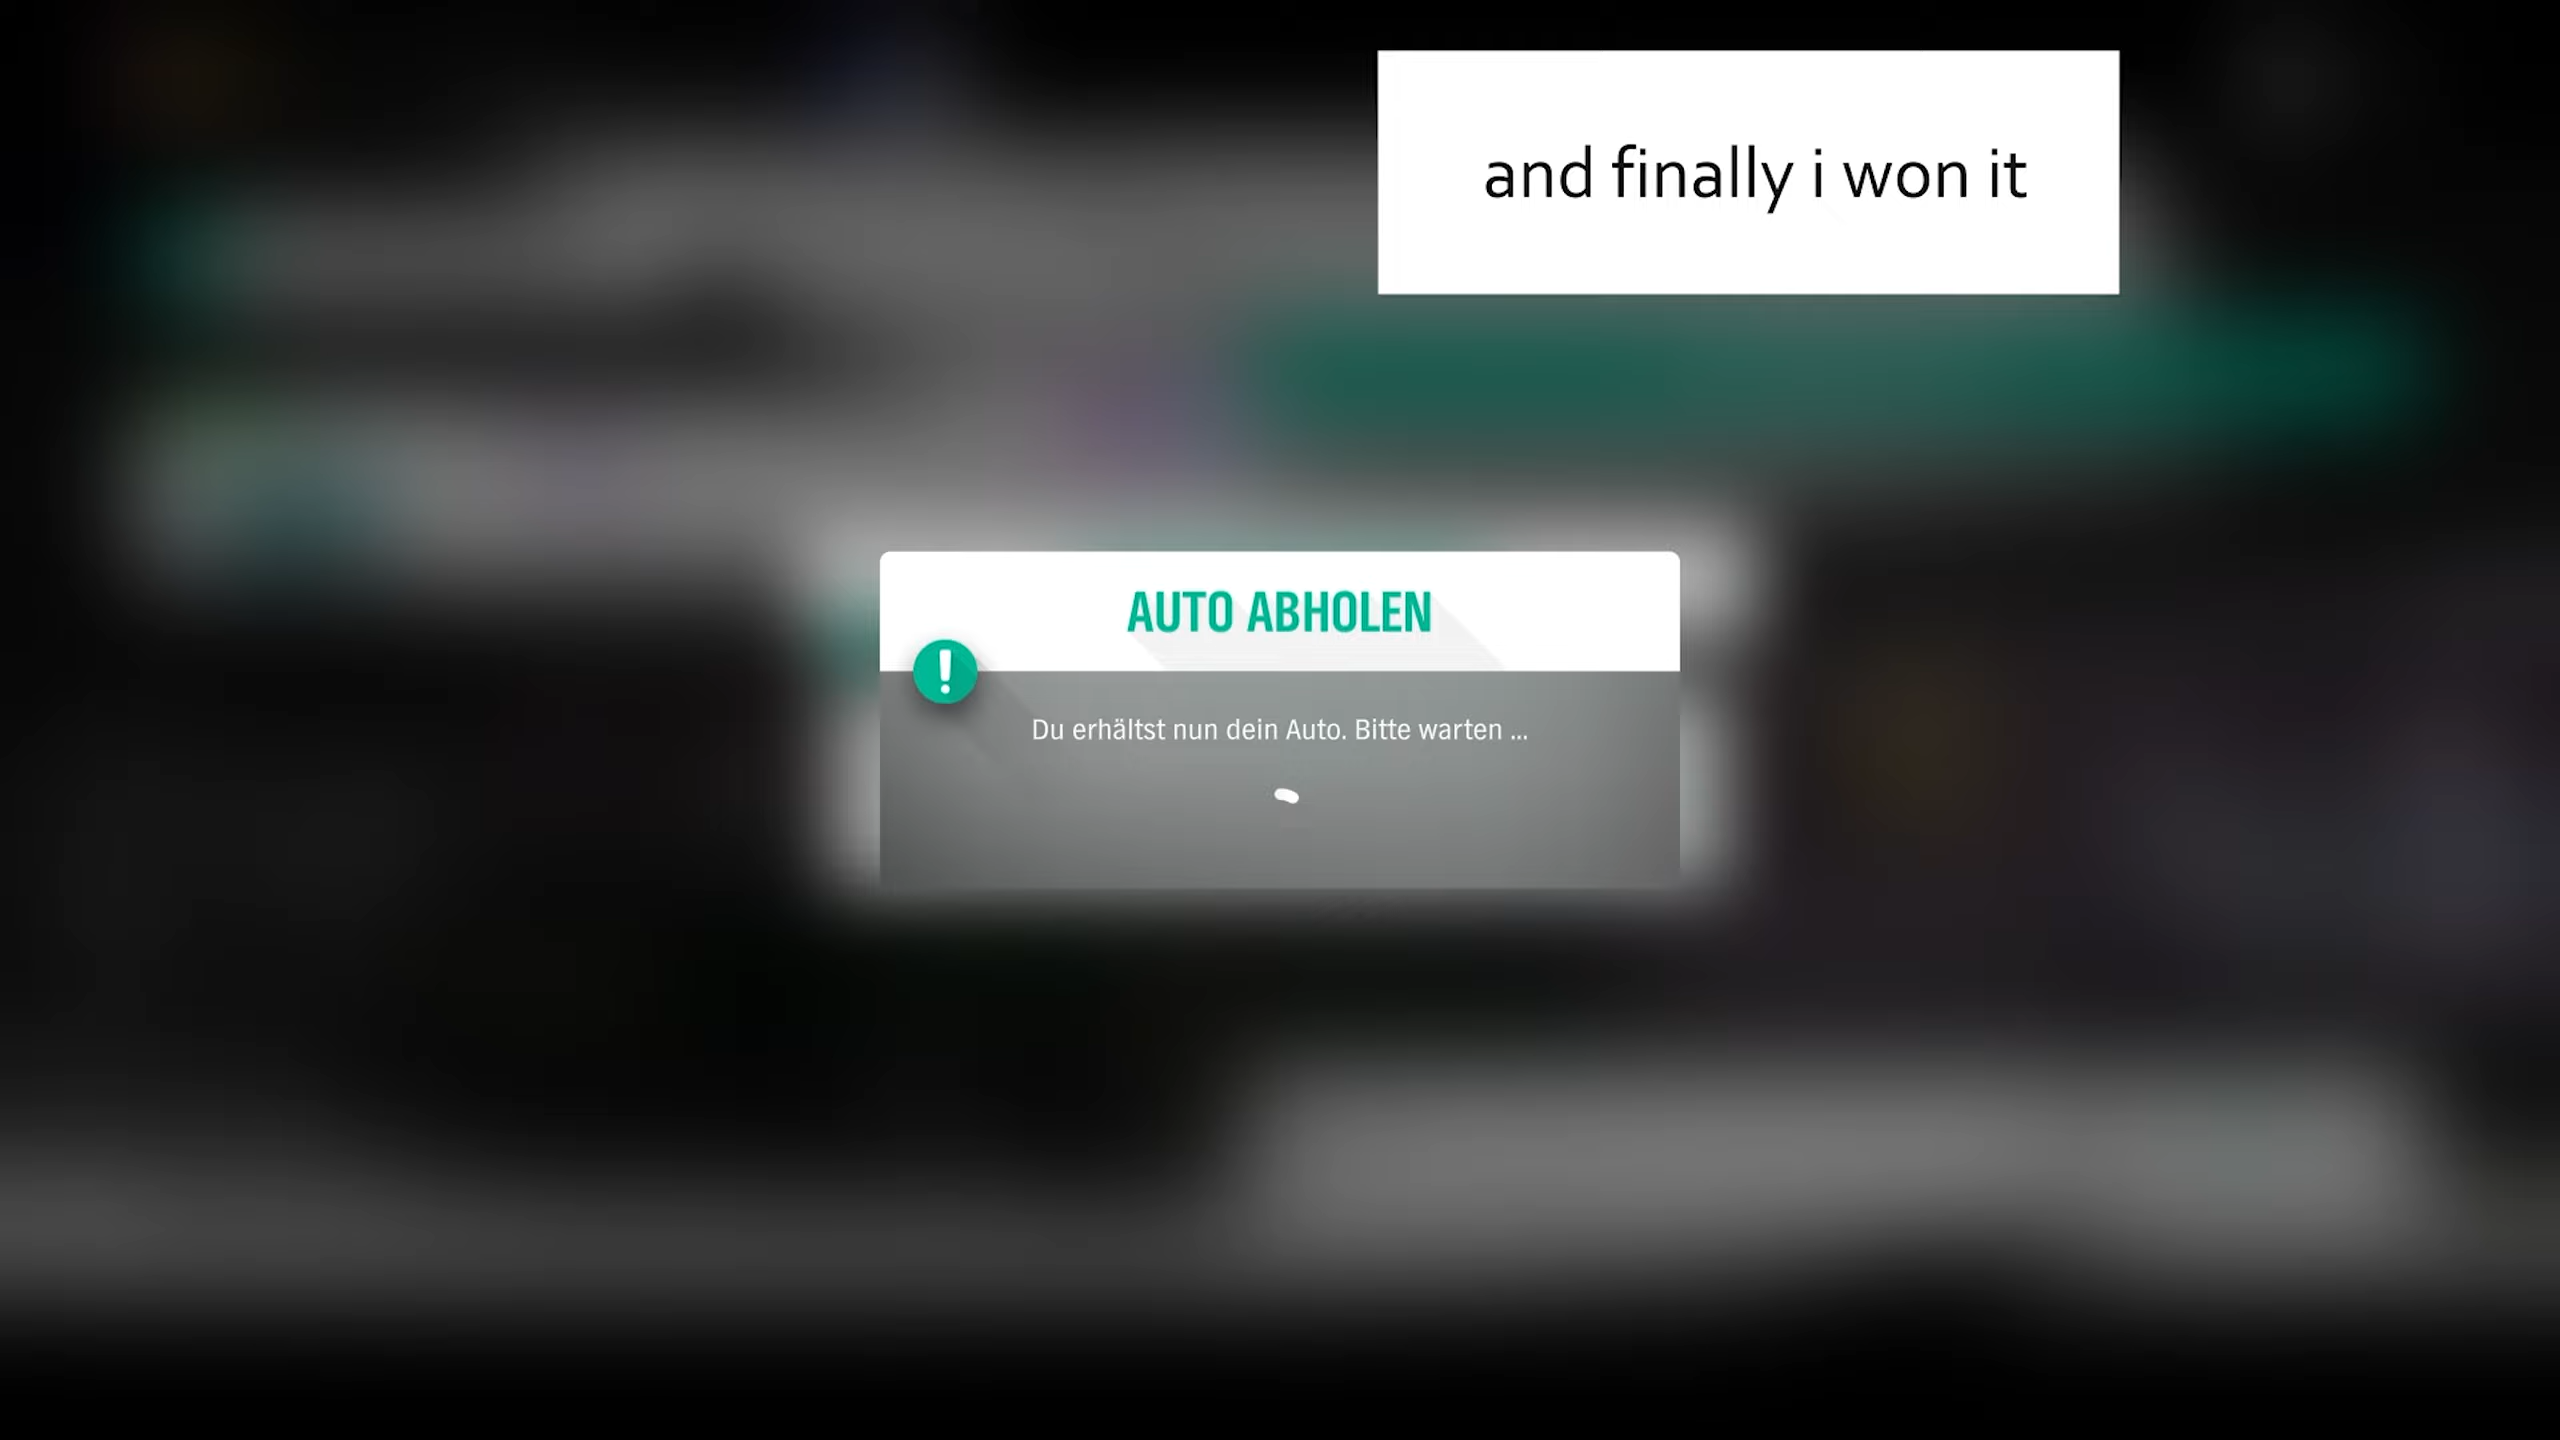 and finally i won it
AUTO ABHOLEN
Du erhältst nun dein Auto. Bitte warten ...